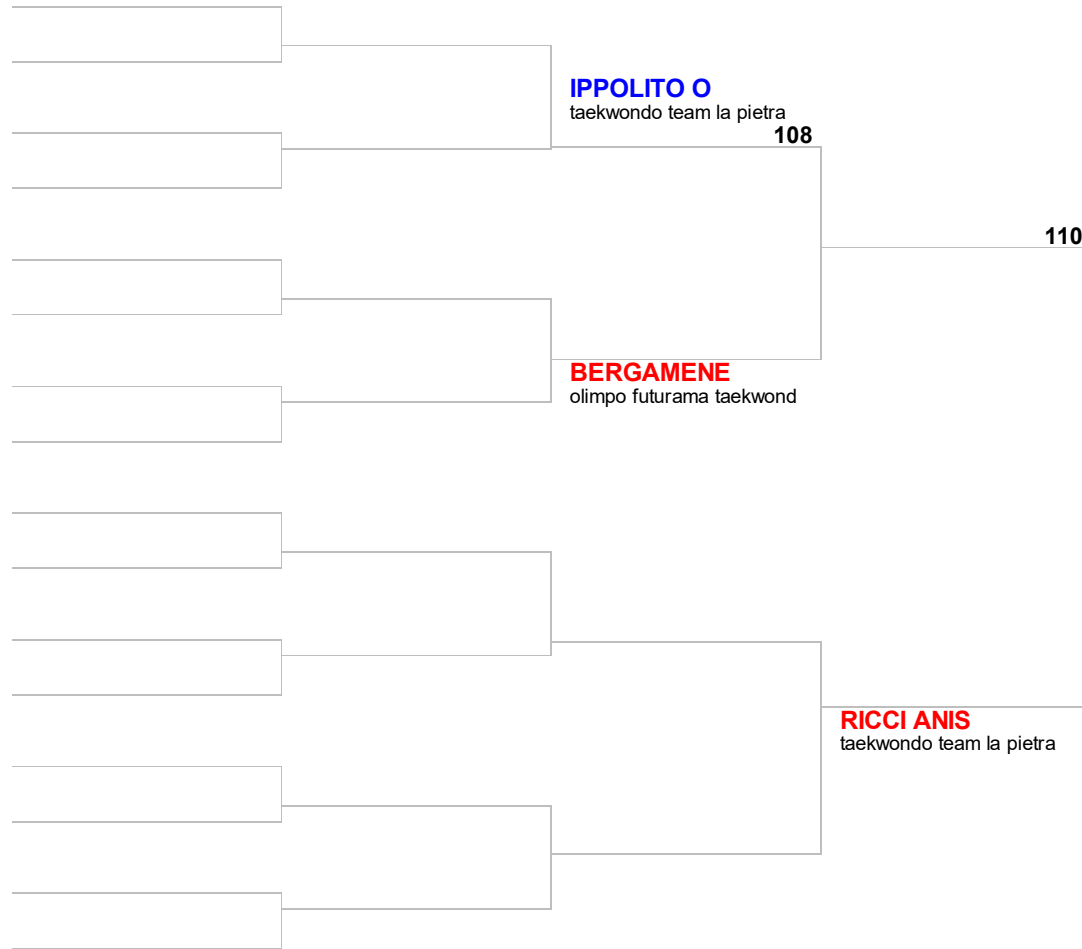 IPPOLITO O
taekwondo team la pietra
108
110
BERGAMENE
olimpo futurama taekwond
RICCI ANIS
taekwondo team la pietra